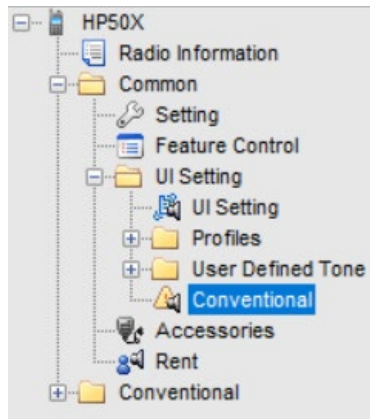 HP50X
Radio Information
Common
Setting
Feature Control
UI Setting
UI Setting
Profiles
User Defined Tone
Conventional
Accessories
Rent
Conventional